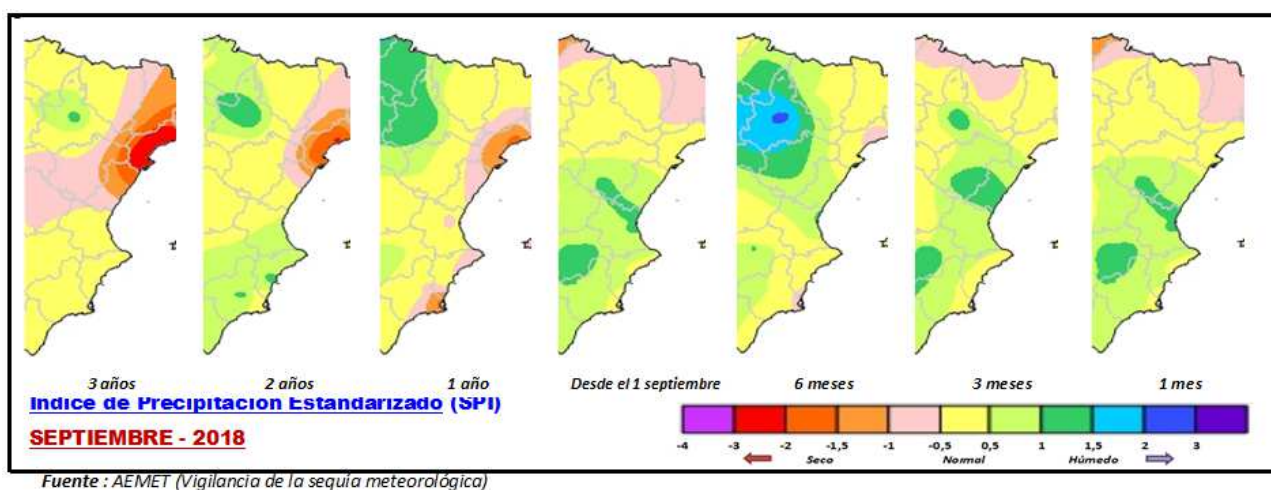 3 años 2 años 1 año Desde el 1 septiembre 6 meses 3 meses 1 mes
Indice de Precipitación Estandarizado (SPI)
SEPTIEMBRE - 2018
-4 -3 -2 -1,5 -1 -0,5 0,5 1 1,5 2 3
Seco Normal Húmedo
Fuente : AEMET (Vigilancia de la sequía meteorológica)